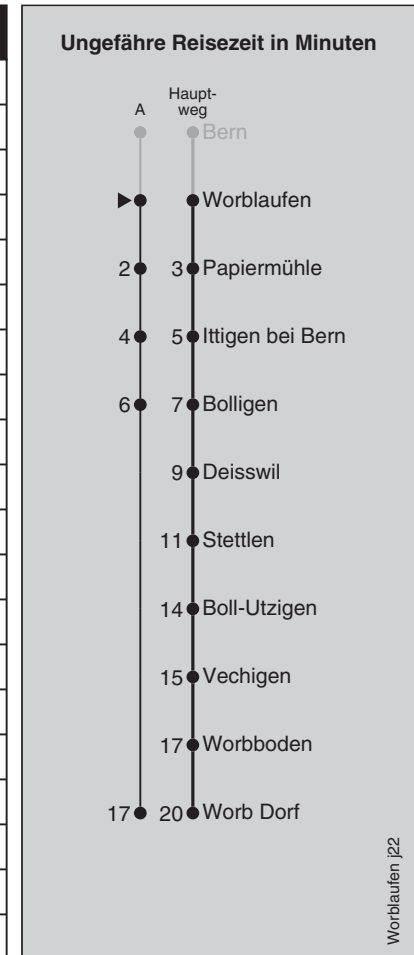 Ungefähre Reisezeit in Minuten
A Haupt-
weg
Bern
Worblaufen
2 3 Papiermühle
4 5 Ittigen bei Bern
6 7 Bolligen
9 Deisswil
11 Stettlen
14 Boll-Utzigen
15 Vechigen
17 Worbboden
17 20 Worb Dorf
Worblaufen j22